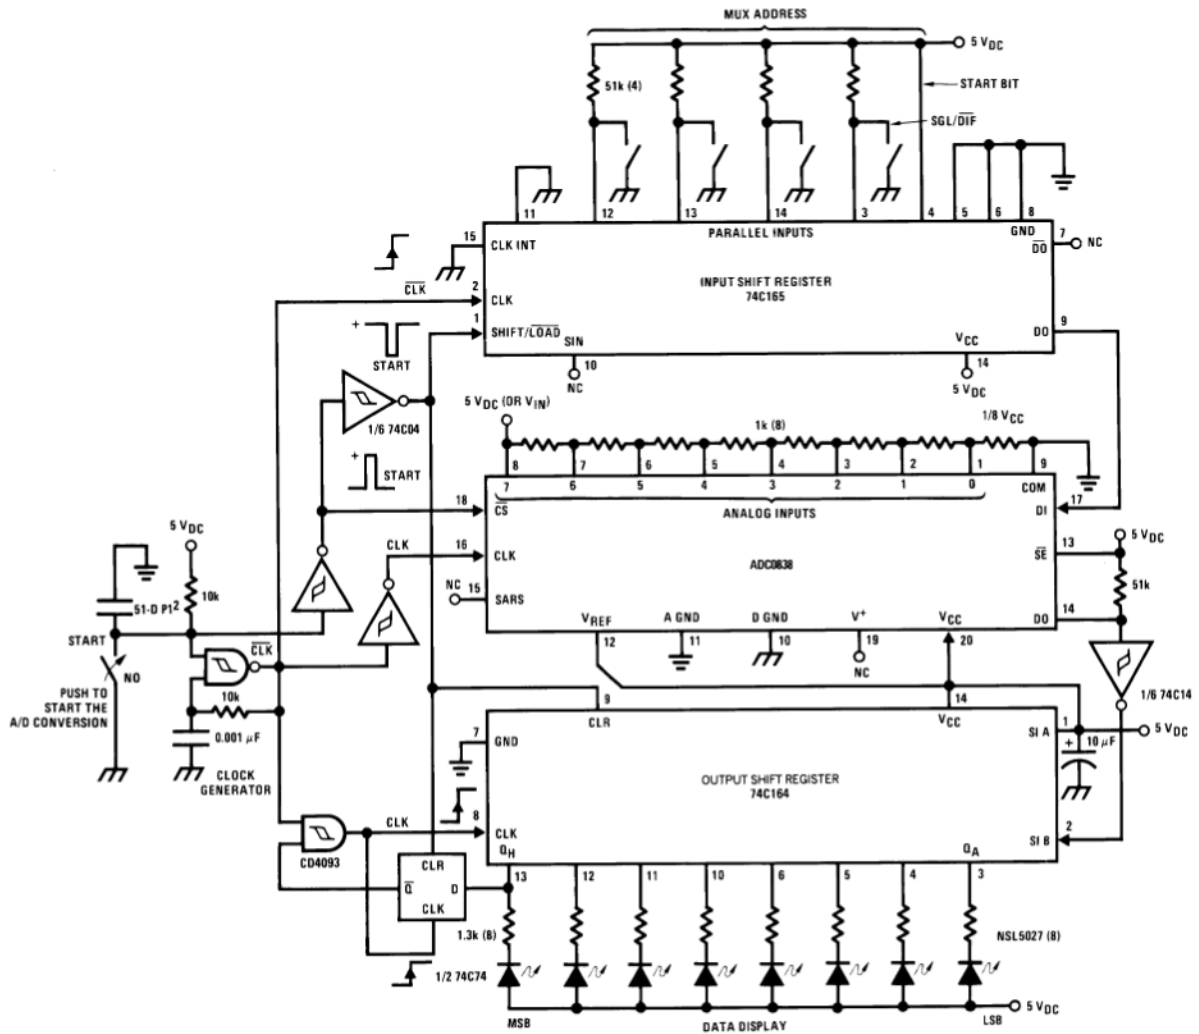 MUX ADDRESS
5 VDC
51k (4)
START BIT
SGL/DIF
11
12
13
14
3
4
5
6
8
GND
PARALLEL INPUTS
15
CLK INT
7
DO
NC
INPUT SHIFT REGISTER
74C165
CLK
2
CLK
1
SHIFT/LOAD
DO
9
+
START
SIN
10
NC
VCC
14
5 VDC
1/6 74C04
5 VDC (OR VIN)
1k (8)
1/8 VCC
+
START
8
7
6
5
4
3
2
1
9
7
6
5
4
3
2
1
0
COM
ANALOG INPUTS
18
CS
DI
17
5 VDC
CLK
16
CLK
ADC0838
SE
13
5 VDC
51k
NC
15
SARS
DO
14
10k
51-D P1²
VREF
12
A GND
11
D GND
10
V+
19
NC
VCC
20
START
NO
CLK
PUSH TO
START THE
A/D CONVERSION
10k
0.001 µF
CLOCK
GENERATOR
1/6 74C14
9
CLR
14
VCC
7
GND
SI A
1
5 VDC
+
10 µF
OUTPUT SHIFT REGISTER
74C164
CLK
8
CLK
CD4093
SI B
2
QH
QA
CLR
Q
D
CLK
13
12
11
10
6
5
4
3
1.3k (8)
NSL5027 (8)
1/2 74C74
MSB
DATA DISPLAY
LSB
5 VDC